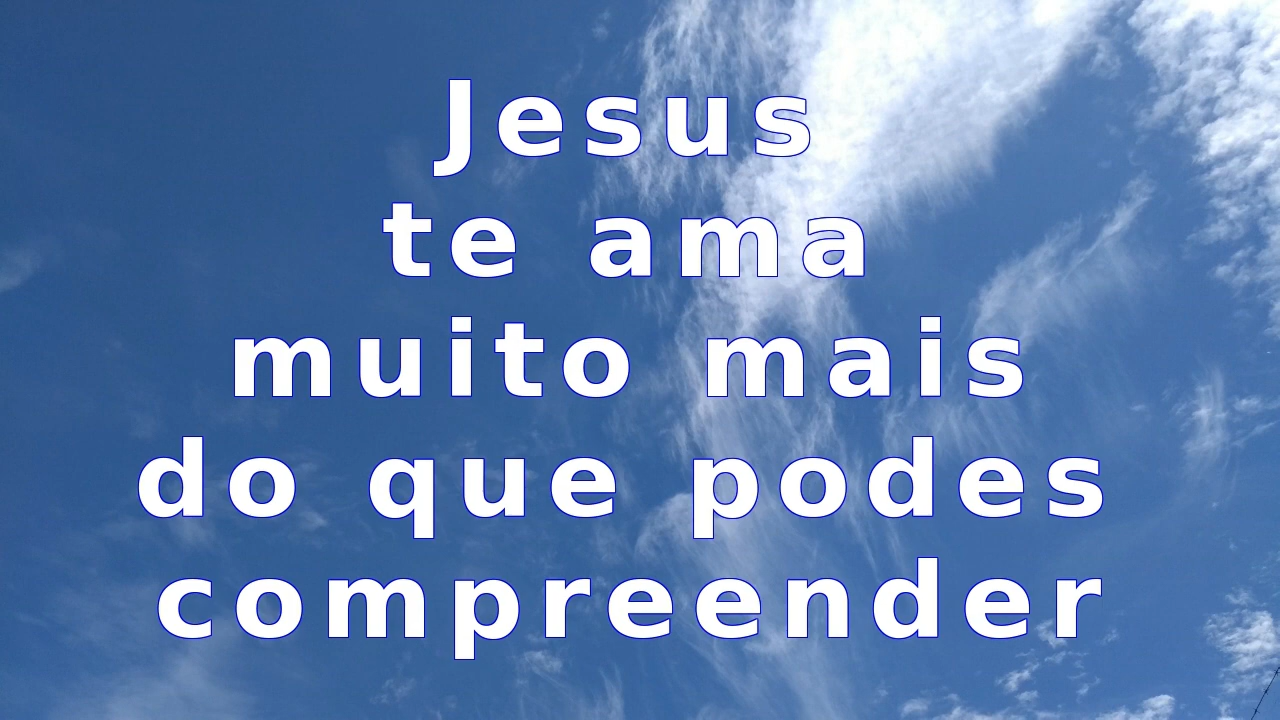 Jesus
te ama
muito mais
do que podes
compreender